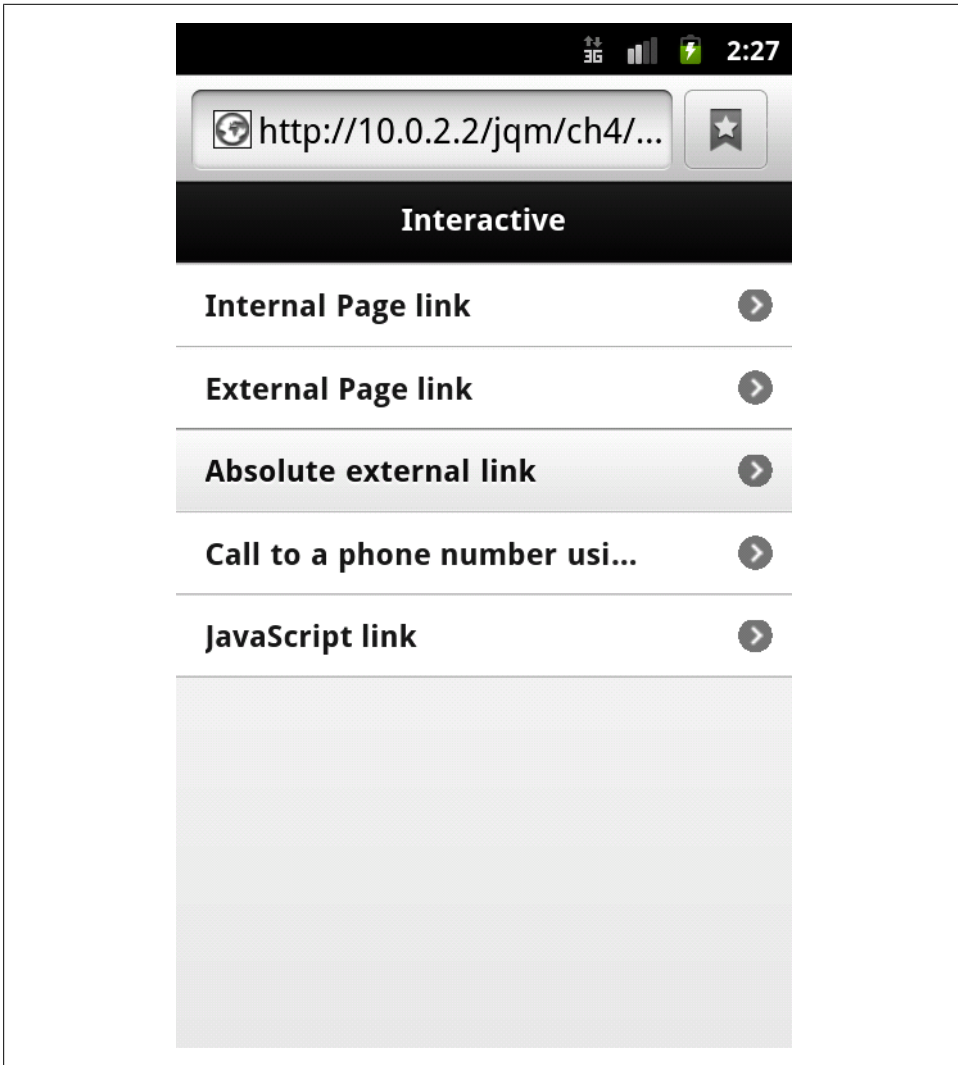 3G 2:27
http://10.0.2.2/jqm/ch4/...
Interactive
Internal Page link
External Page link
Absolute external link
Call to a phone number usi...
JavaScript link